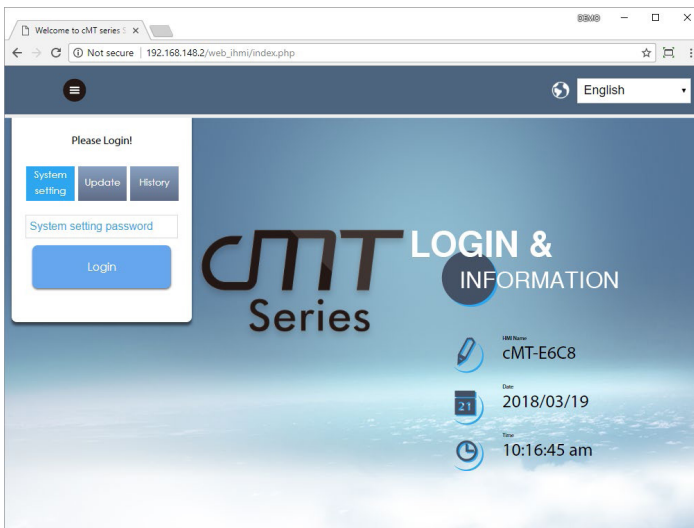 DEMO
Welcome to cMT series S
Not secure | 192.168.148.2/web_ihmi/index.php
English
Please Login!
System setting
Update
History
System setting password
Login
cMT
Series
LOGIN &
INFORMATION
HMI Name
cMT-E6C8
Date
21
2018/03/19
Time
10:16:45 am